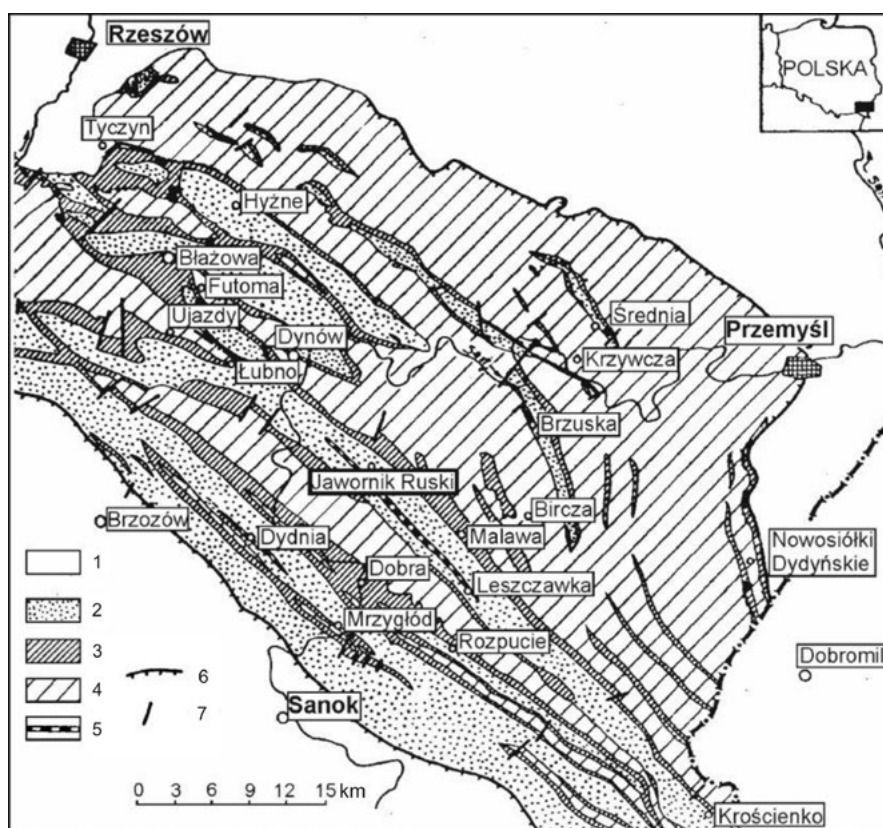 Rzeszów
POLSKA
Tyczyn
San
Hyżne
Błażowa
Futoma
Ujazdy
Średnia
Dynów
Przemyśl
Krzywcza
Łubno
San
Brzuska
Jawornik Ruski
Bircza
Brzozów
Malawa
Dydnia
Nowosiółki
Dydyńskie
Dobra
1
Leszczawka
2
Mrzygłód
Rozpucie
3
6
Dobromil
4
7
Sanok
5
0 3 6 9 12 15 km
Krościenko